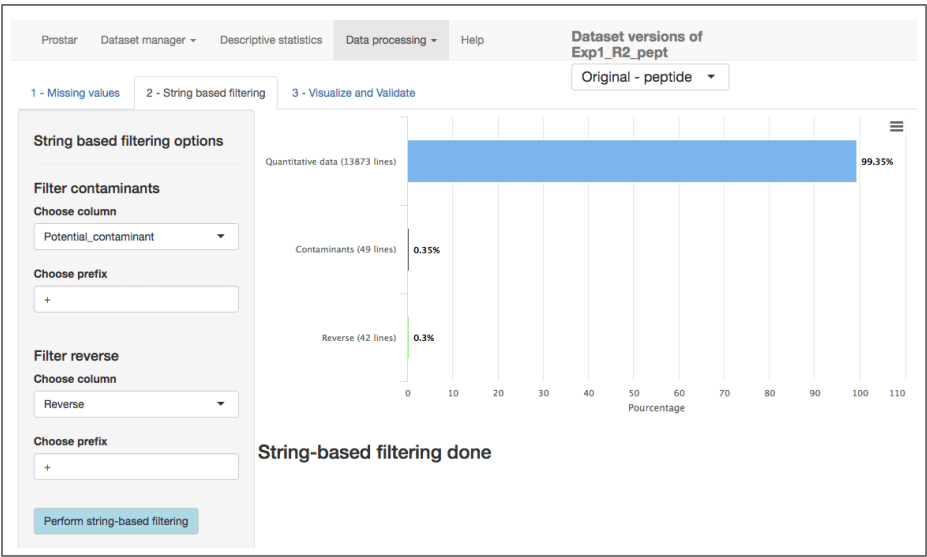 Prostar Dataset manager Descriptive statistics Data processing Help
Dataset versions of
Exp1_R2_pept
Original - peptide
1 - Missing values 2 - String based filtering 3 - Visualize and Validate
String based filtering options
Filter contaminants
Choose column
Potential_contaminant
Choose prefix
+
Filter reverse
Choose column
Reverse
Choose prefix
+
Perform string-based filtering
Quantitative data (13873 lines) 99.35%
Contaminants (49 lines) 0.35%
Reverse (42 lines) 0.3%
0 10 20 30 40 50 60 70 80 90 100 110
Pourcentage
String-based filtering done